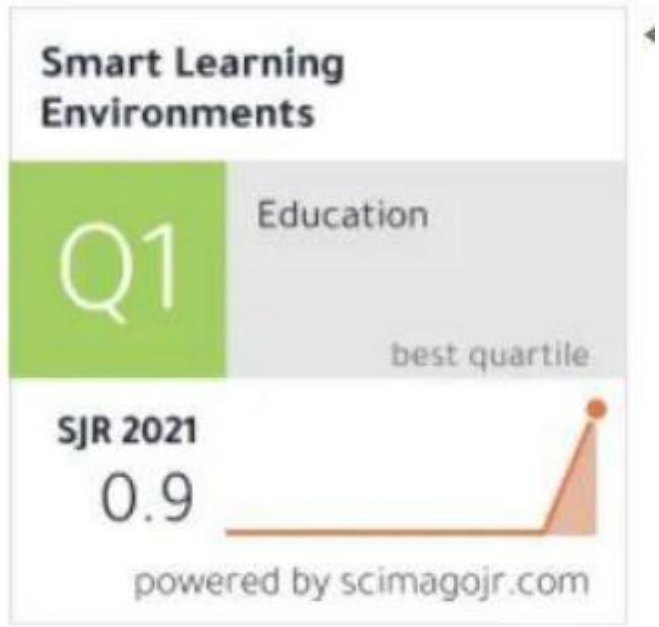 Smart Learning
Environments
Q1
Education
best quartile
SJR 2021
0.9
powered by scimagojr.com